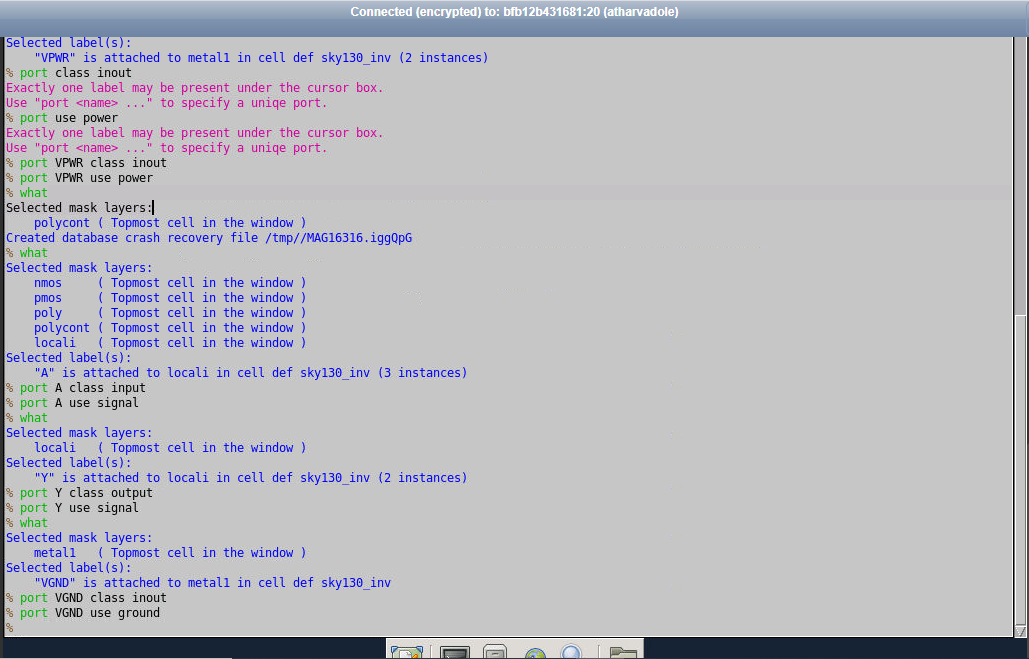 Connected (encrypted) to: bfb12b431681:20 (atharvadole)
Selected label(s):
    "VPWR" is attached to metal1 in cell def sky130_inv (2 instances)
% port class inout
Exactly one label may be present under the cursor box.
Use "port <name> ..." to specify a uniqe port.
% port use power
Exactly one label may be present under the cursor box.
Use "port <name> ..." to specify a uniqe port.
% port VPWR class inout
% port VPWR use power
% what
Selected mask layers:
    polycont ( Topmost cell in the window )
Created database crash recovery file /tmp//MAG16316.iggQpG
% what
Selected mask layers:
    nmos     ( Topmost cell in the window )
    pmos     ( Topmost cell in the window )
    poly     ( Topmost cell in the window )
    polycont ( Topmost cell in the window )
    locali   ( Topmost cell in the window )
Selected label(s):
    "A" is attached to locali in cell def sky130_inv (3 instances)
% port A class input
% port A use signal
% what
Selected mask layers:
    locali   ( Topmost cell in the window )
Selected label(s):
    "Y" is attached to locali in cell def sky130_inv (2 instances)
% port Y class output
% port Y use signal
% what
Selected mask layers:
    metal1   ( Topmost cell in the window )
Selected label(s):
    "VGND" is attached to metal1 in cell def sky130_inv
% port VGND class inout
% port VGND use ground
%